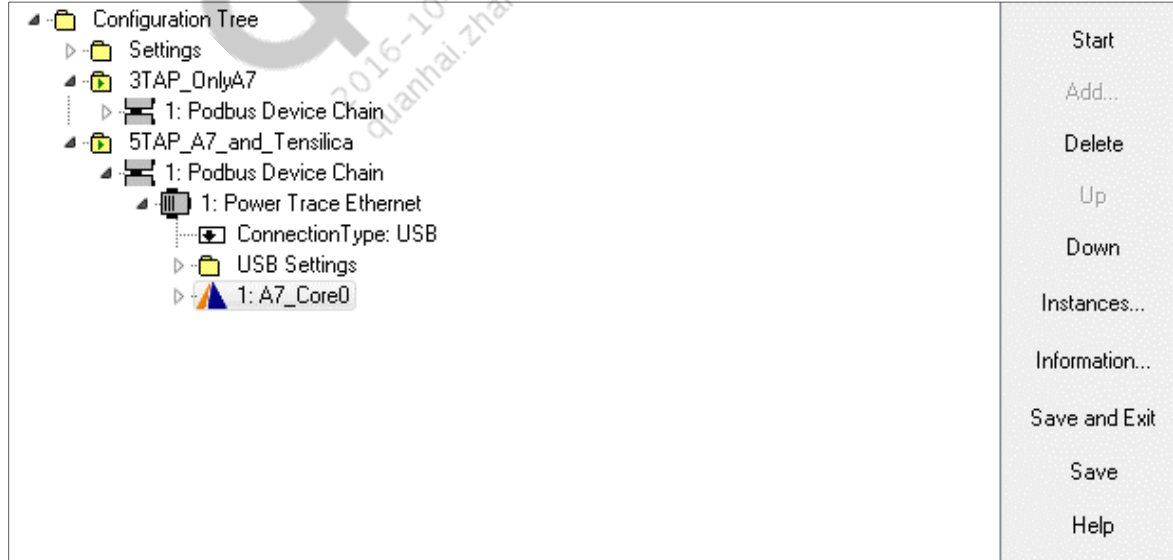 Configuration Tree
Settings
3TAP_OnlyA7
1: Podbus Device Chain
5TAP_A7_and_Tensilica
1: Podbus Device Chain
1: Power Trace Ethernet
ConnectionType: USB
USB Settings
1: A7_Core0
Start
Add...
Delete
Up
Down
Instances...
Information...
Save and Exit
Save
Help